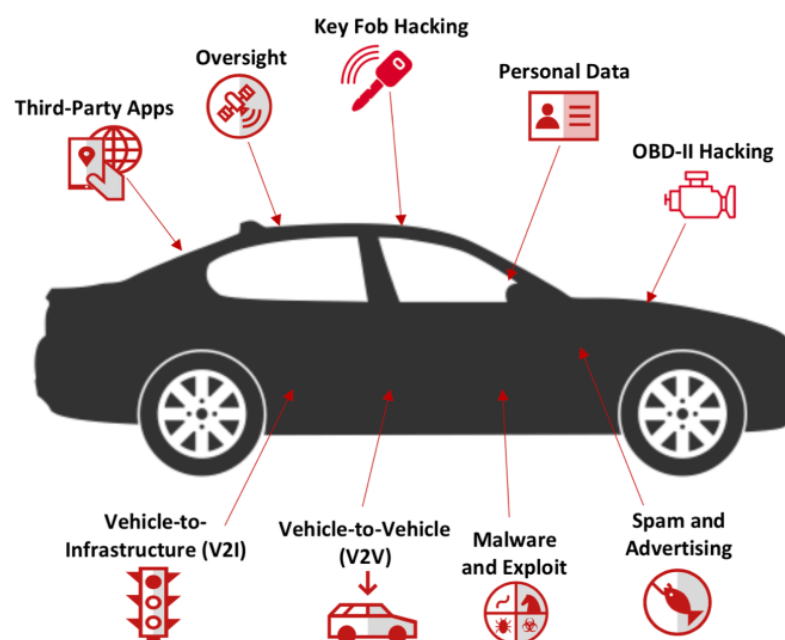 Key Fob Hacking
Oversight
Personal Data
Third-Party Apps
OBD-II Hacking
Vehicle-to-
Infrastructure (V2I)
Vehicle-to-Vehicle
(V2V)
Malware
and Exploit
Spam and
Advertising